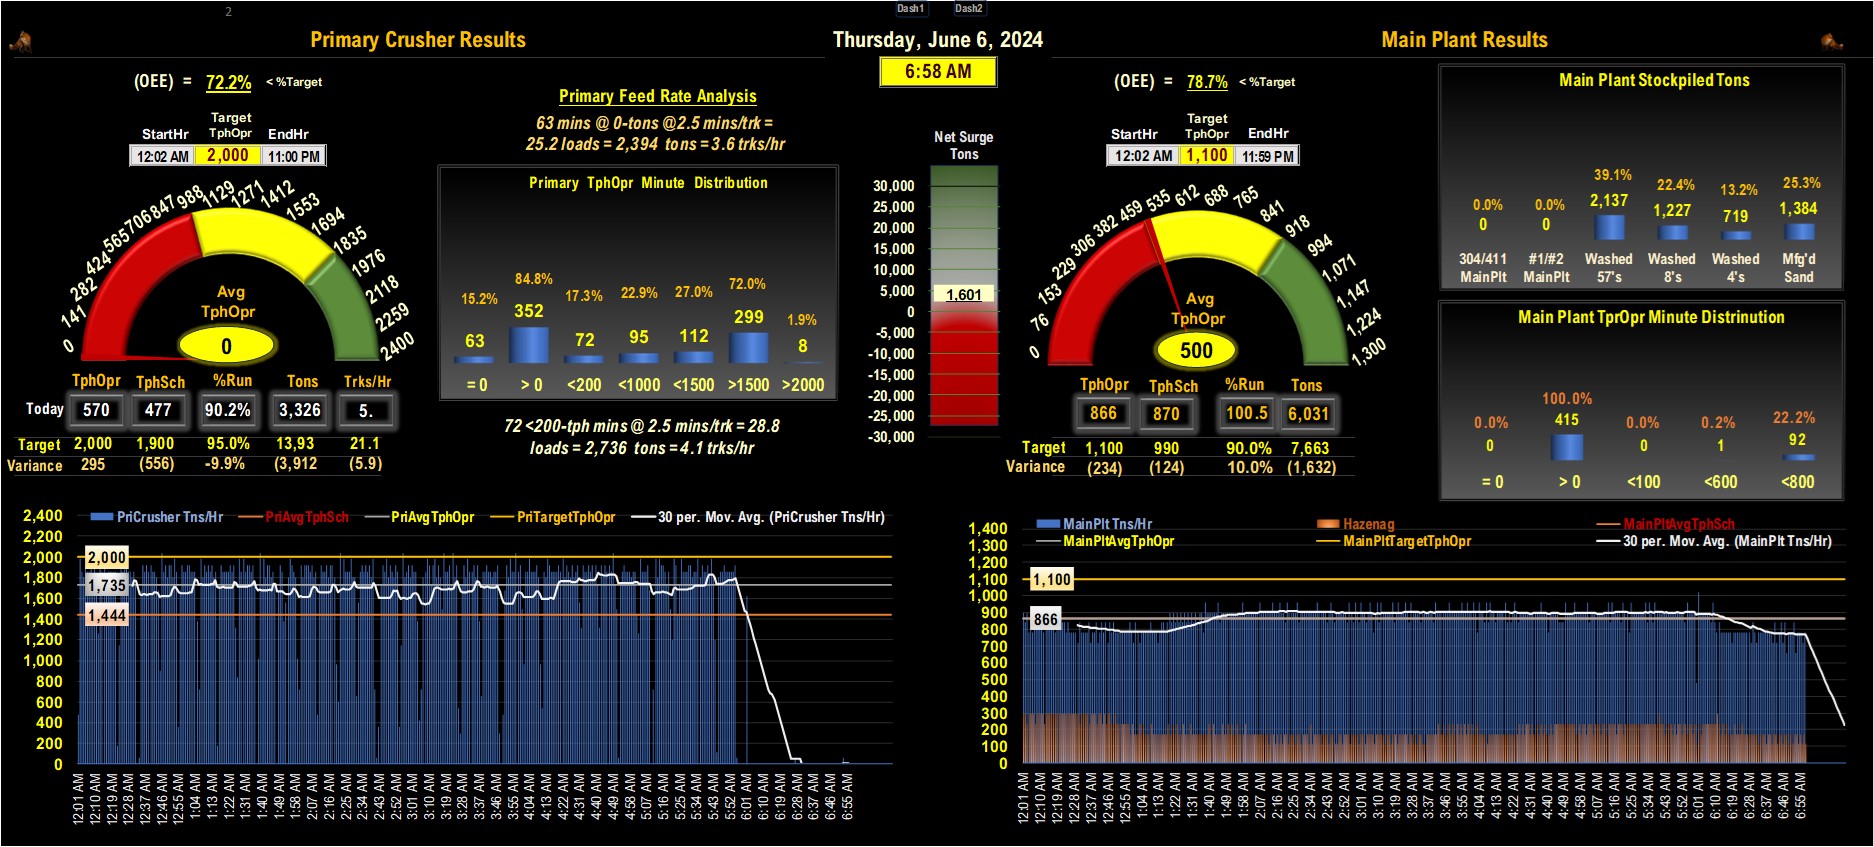 2
Dash1 Dash2
Primary Crusher Results
Thursday, June 6, 2024
Main Plant Results
6:58 AM
(OEE) = 72.2% < %Target
Target
StartHr TphOpr EndHr
12:02 AM 2,000 11:00 PM
0 141 282 424 565 706 847 988 1129 1271 1412 1553 1694 1835 1976 2118 2259 2400
Avg
TphOpr
0
TphOpr TphSch %Run Tons Trks/Hr
Today 570 477 90.2% 3,326 5.
Target 2,000 1,900 95.0% 13,93 21.1
Variance 295 (556) -9.9% (3,912 (5.9)
Primary Feed Rate Analysis
63 mins @ 0-tons @2.5 mins/trk =
25.2 loads = 2,394 tons = 3.6 trks/hr
Primary TphOpr Minute Distribution
15.2% 84.8% 17.3% 22.9% 27.0% 72.0% 1.9%
63 352 72 95 112 299 8
= 0 > 0 <200 <1000 <1500 >1500 >2000
72 <200-tph mins @ 2.5 mins/trk = 28.8
loads = 2,736 tons = 4.1 trks/hr
Net Surge
Tons
30,000
25,000
20,000
15,000
10,000
5,000
1,601
0
-5,000
-10,000
-15,000
-20,000
-25,000
-30,000
(OEE) = 78.7% < %Target
Target
StartHr TphOpr EndHr
12:02 AM 1,100 11:59 PM
0 76 153 229 306 382 459 535 612 688 765 841 918 994 1,071 1,147 1,224 1,300
Avg
TphOpr
500
TphOpr TphSch %Run Tons
866 870 100.5 6,031
Target 1,100 990 90.0% 7,663
Variance (234) (124) 10.0% (1,632)
Main Plant Stockpiled Tons
0.0% 0.0% 39.1% 22.4% 13.2% 25.3%
0 0 2,137 1,227 719 1,384
304/411 #1/#2 Washed Washed Washed Mfg'd
MainPlt MainPlt 57's 8's 4's Sand
Main Plant TprOpr Minute Distrinution
0.0% 100.0% 0.0% 0.2% 22.2%
0 415 0 1 92
= 0 > 0 <100 <600 <800
PriCrusher Tns/Hr PriAvgTphSch PriAvgTphOpr PriTargetTphOpr 30 per. Mov. Avg. (PriCrusher Tns/Hr)
2,400
2,200
2,000
1,800
1,600
1,400
1,200
1,000
800
600
400
200
0
2,000
1,735
1,444
12:01 AM 12:10 AM 12:19 AM 12:28 AM 12:37 AM 12:46 AM 12:55 AM 1:04 AM 1:13 AM 1:22 AM 1:31 AM 1:40 AM 1:49 AM 1:58 AM 2:07 AM 2:16 AM 2:25 AM 2:34 AM 2:43 AM 2:52 AM 3:01 AM 3:10 AM 3:19 AM 3:28 AM 3:37 AM 3:46 AM 3:55 AM 4:04 AM 4:13 AM 4:22 AM 4:31 AM 4:40 AM 4:49 AM 4:58 AM 5:07 AM 5:16 AM 5:25 AM 5:34 AM 5:43 AM 5:52 AM 6:01 AM 6:10 AM 6:19 AM 6:28 AM 6:37 AM 6:46 AM 6:55 AM
MainPlt Tns/Hr Hazenag MainPltAvgTphSch
MainPltAvgTphOpr MainPltTargetTphOpr 30 per. Mov. Avg. (MainPlt Tns/Hr)
1,400
1,300
1,200
1,100
1,000
900
800
700
600
500
400
300
200
100
0
1,100
866
12:01 AM 12:10 AM 12:19 AM 12:28 AM 12:37 AM 12:46 AM 12:55 AM 1:04 AM 1:13 AM 1:22 AM 1:31 AM 1:40 AM 1:49 AM 1:58 AM 2:07 AM 2:16 AM 2:25 AM 2:34 AM 2:43 AM 2:52 AM 3:01 AM 3:10 AM 3:19 AM 3:28 AM 3:37 AM 3:46 AM 3:55 AM 4:04 AM 4:13 AM 4:22 AM 4:31 AM 4:40 AM 4:49 AM 4:58 AM 5:07 AM 5:16 AM 5:25 AM 5:34 AM 5:43 AM 5:52 AM 6:01 AM 6:10 AM 6:19 AM 6:28 AM 6:37 AM 6:46 AM 6:55 AM